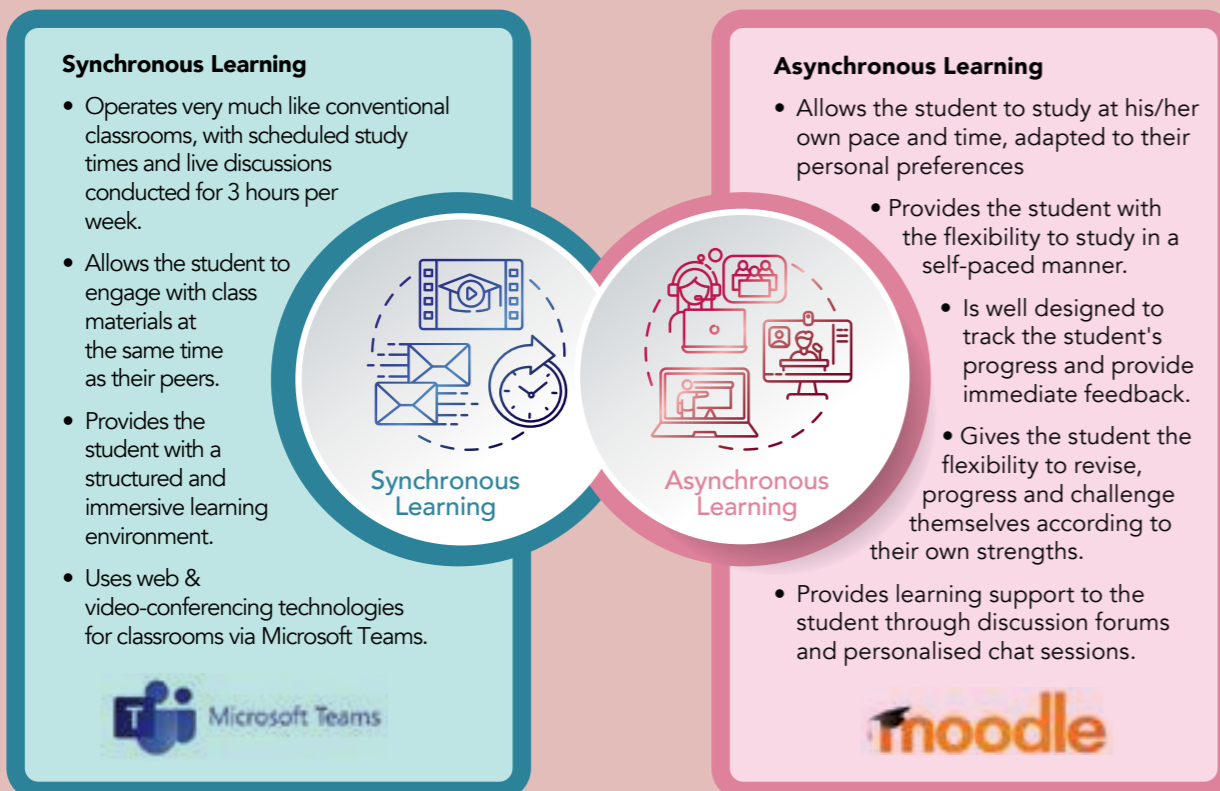 Synchronous Learning
• Operates very much like conventional
classrooms, with scheduled study
times and live discussions
conducted for 3 hours per
week.
• Allows the student to
engage with class
materials at
the same time
as their peers.
• Provides the
student with a
structured and
immersive learning
environment.
• Uses web &
video-conferencing technologies
for classrooms via Microsoft Teams.
T
Microsoft Teams
Synchronous
Learning
Asynchronous
Learning
Asynchronous Learning
• Allows the student to study at his/her
own pace and time, adapted to their
personal preferences
• Provides the student with
the flexibility to study in a
self-paced manner.
• Is well designed to
track the student's
progress and provide
immediate feedback.
• Gives the student the
flexibility to revise,
progress and challenge
themselves according to
their own strengths.
• Provides learning support to the
student through discussion forums
and personalised chat sessions.
moodle